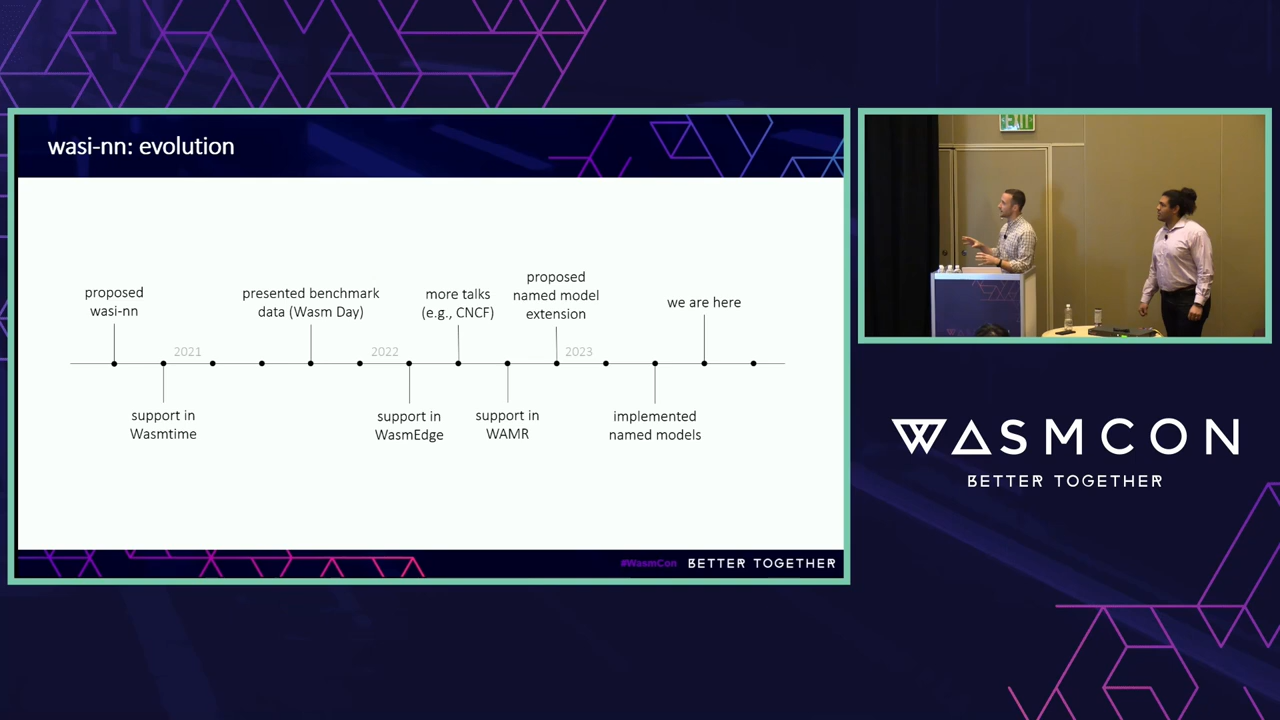 wasi-nn: evolution
proposed
wasi-nn
presented benchmark
data (Wasm Day)
more talks
(e.g., CNCF)
proposed
named model
extension
we are here
2021
2022
2023
support in
Wasmtime
support in
WasmEdge
support in
WAMR
implemented
named models
#WasmCon
BETTER TOGETHER
EXIT
WASMCON
BETTER TOGETHER